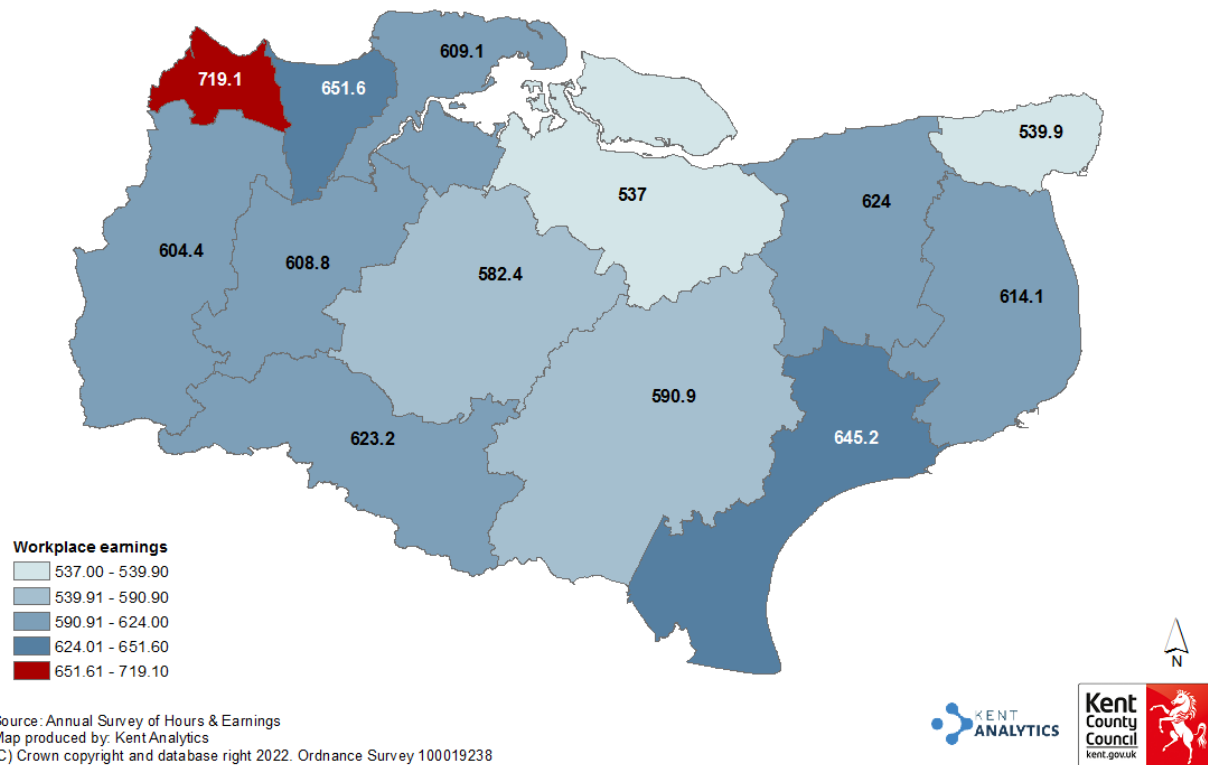 609.1
719.1
651.6
539.9
537
624
604.4
608.8
582.4
614.1
590.9
623.2
645.2
Workplace earnings
537.00 - 539.90
539.91 - 590.90
590.91 - 624.00
624.01 - 651.60
651.61 - 719.10
N
ource: Annual Survey of Hours & Earnings
Map produced by: Kent Analytics
C) Crown copyright and database right 2022. Ordnance Survey 100019238
KENT
ANALYTICS
Kent
County
Council
kent.gov.uk